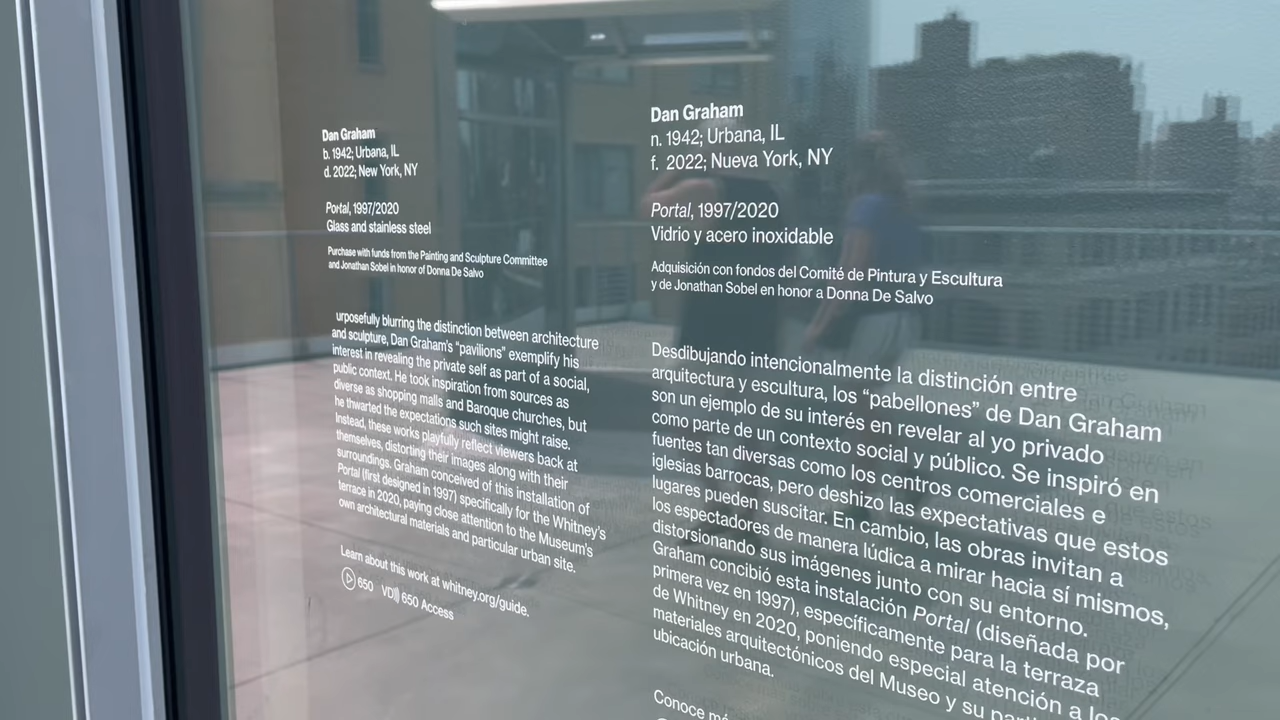 Dan Graham
b. 1942; Urbana, IL
d. 2022; New York, NY
Portal, 1997/2020
Glass and stainless steel
Purchase with funds from the Painting and Sculpture Committee
and Jonathan Sobel in honor of Donna De Salvo
urposefully blurring the distinction between architecture
and sculpture, Dan Graham's “pavilions” exemplify his
interest in revealing the private self as part of a social,
public context. He took inspiration from sources as
diverse as shopping malls and Baroque churches, but
he thwarted the expectations such sites might raise.
Instead, these works playfully reflect viewers back at
themselves, distorting their images along with their
surroundings. Graham conceived of this installation of
Portal (first designed in 1997) specifically for the Whitney's
terrace in 2020, paying close attention to the Museum's
own architectural materials and particular urban site.
Learn about this work at whitney.org/guide.
650 VD 650 Access
Dan Graham
n. 1942; Urbana, IL
f. 2022; Nueva York, NY
Portal, 1997/2020
Vidrio y acero inoxidable
Adquisición con fondos del Comité de Pintura y Escultura
y de Jonathan Sobel en honor a Donna De Salvo
Desdibujando intencionalmente la distinción entre
arquitectura y escultura, los “pabellones” de Dan Graham
son un ejemplo de su interés en revelar al yo privado
como parte de un contexto social y público. Se inspiró en
fuentes tan diversas como los centros comerciales e
iglesias barrocas, pero deshizo las expectativas que estos
lugares pueden suscitar. En cambio, las obras invitan a
los espectadores de manera lúdica a mirar hacia sí mismos,
distorsionando sus imágenes junto con su entorno.
Graham concibió esta instalación Portal (diseñada por
primera vez en 1997), específicamente para la terraza
de Whitney en 2020, poniendo especial atención a los
materiales arquitectónicos del Museo y su parti
ubicación urbana.
Conoce má